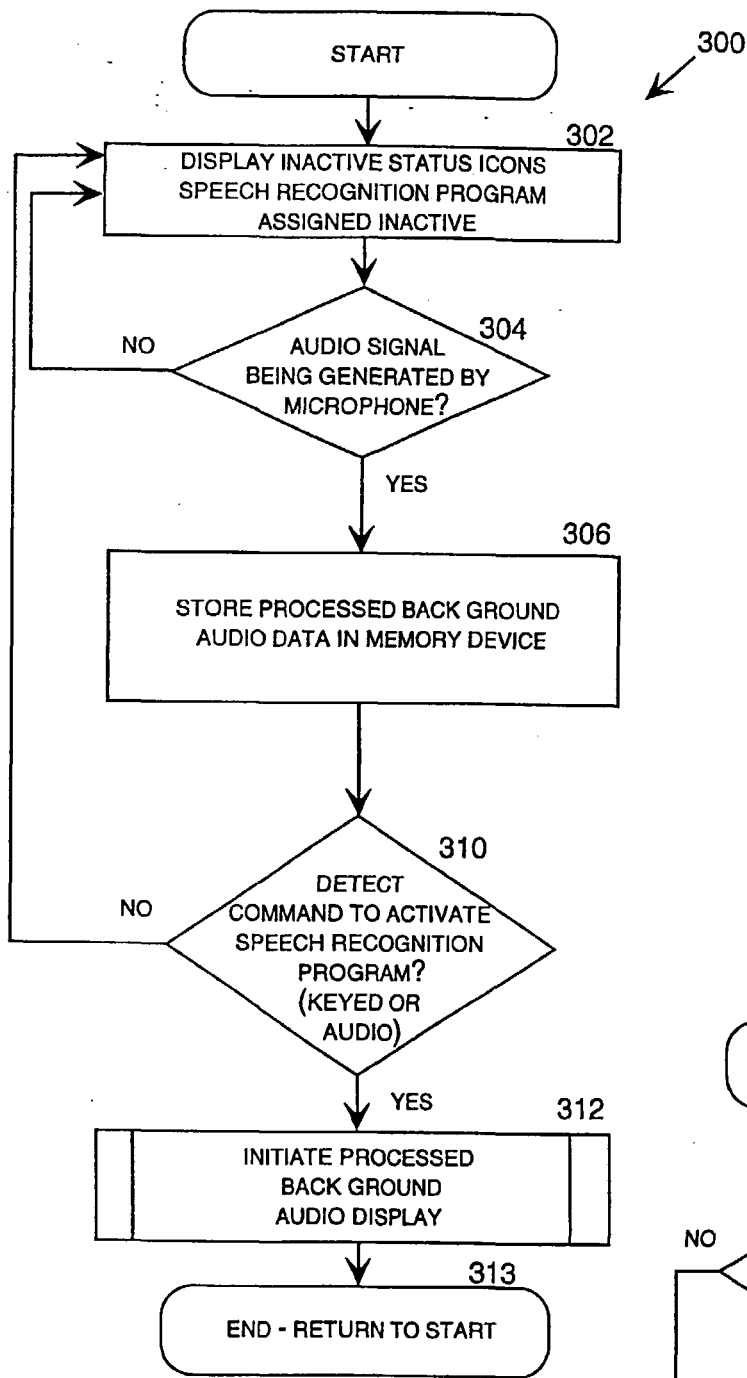 START
300
302
DISPLAY INACTIVE STATUS ICONS
SPEECH RECOGNITION PROGRAM
ASSIGNED INACTIVE
304
NO
AUDIO SIGNAL
BEING GENERATED BY
MICROPHONE?
YES
306
STORE PROCESSED BACK GROUND
AUDIO DATA IN MEMORY DEVICE
310
NO
DETECT
COMMAND TO ACTIVATE
SPEECH RECOGNITION
PROGRAM?
(KEYED OR
AUDIO)
YES
312
INITIATE PROCESSED
BACK GROUND
AUDIO DISPLAY
NO
313
END - RETURN TO START